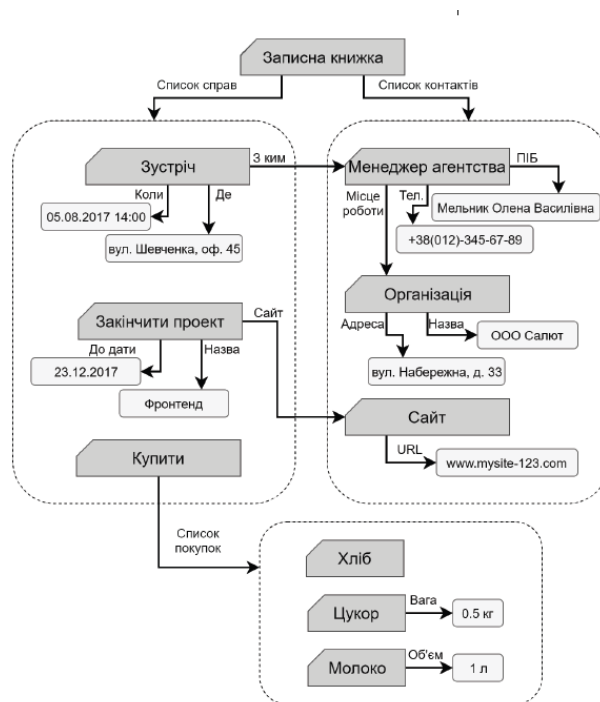 Записна книжка
Список справ
Список контактів
Зустріч
З ким
Менеджер агентства
ПІБ
Коли
Де
Місце
роботи
Тел.
Мельник Олена Василівна
05.08.2017 14:00
+38(012)-345-67-89
вул. Шевченка, оф. 45
Організація
Закінчити проект
Сайт
Адреса
Назва
ООО Салют
До дати
Назва
23.12.2017
вул. Набережна, д. 33
Фронтенд
Сайт
Купити
URL
www.mysite-123.com
Список
покупок
Хліб
Цукор
Вага
0.5 кг
Молоко
Об'єм
1 л